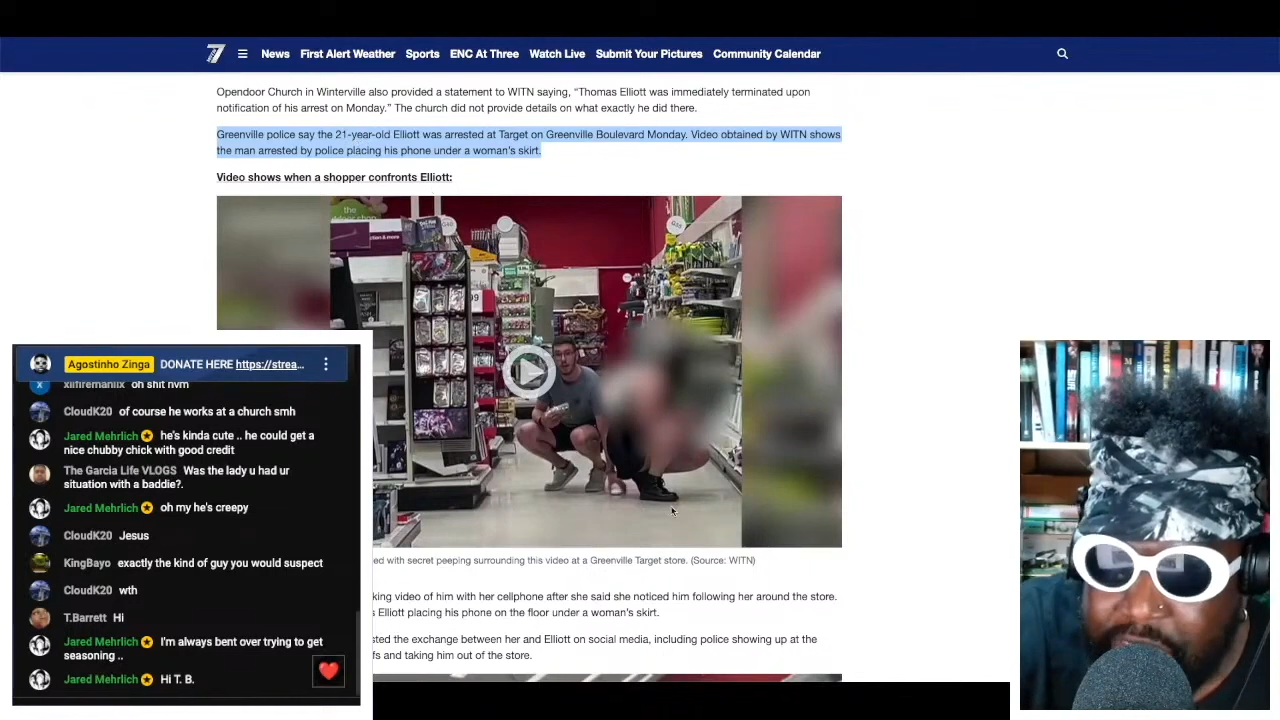 7 ☰ News First Alert Weather Sports ENC At Three Watch Live Submit Your Pictures Community Calendar
Opendoor Church in Winterville also provided a statement to WITN saying, “Thomas Elliott was immediately terminated upon
notification of his arrest on Monday.” The church did not provide details on what exactly he did there.
Greenville police say the 21-year-old Elliott was arrested at Target on Greenville Boulevard Monday. Video obtained by WITN shows
the man arrested by police placing his phone under a woman’s skirt.
Video shows when a shopper confronts Elliott:
the
ed with secret peeping surrounding this video at a Greenville Target store. (Source: WITN)
king video of him with her cellphone after she said she noticed him following her around the store.
s Elliott placing his phone on the floor under a woman’s skirt.
sted the exchange between her and Elliott on social media, including police showing up at the
fs and taking him out of the store.
Agostinho Zinga DONATE HERE https://strea...
xiifiremaniix oh shit nvm
CloudK20 of course he works at a church smh
Jared Mehrlich he's kinda cute .. he could get a
nice chubby chick with good credit
The Garcia Life VLOGS Was the lady u had ur
situation with a baddie?.
Jared Mehrlich oh my he's creepy
CloudK20 Jesus
KingBayo exactly the kind of guy you would suspect
CloudK20 wth
T.Barrett Hi
Jared Mehrlich I'm always bent over trying to get
seasoning ..
Jared Mehrlich Hi T. B.